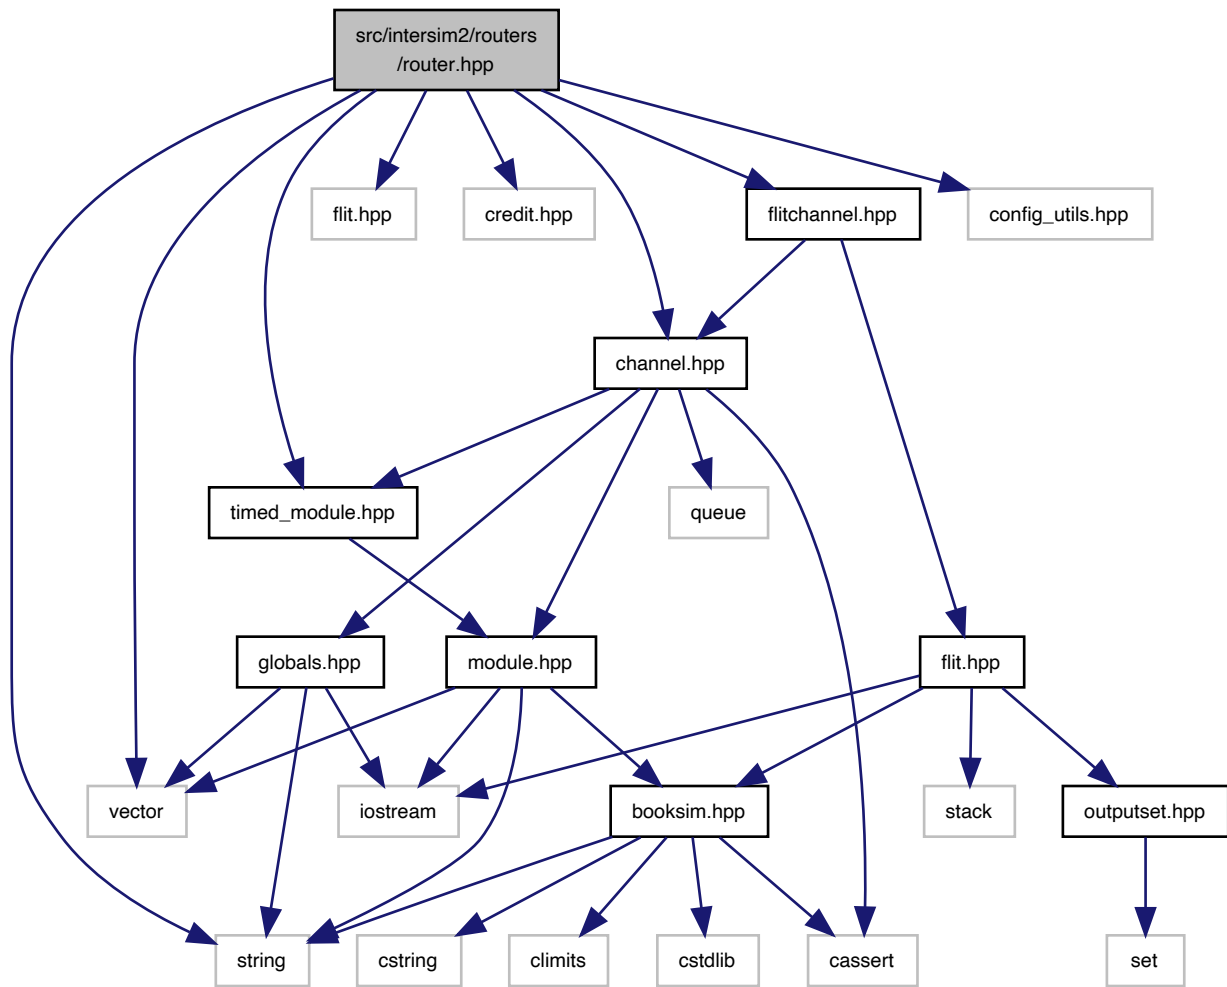 src/intersim2/routers
/router.hpp
flit.hpp
credit.hpp
flitchannel.hpp
config_utils.hpp
channel.hpp
timed_module.hpp
queue
globals.hpp
module.hpp
flit.hpp
vector
iostream
booksim.hpp
stack
outputset.hpp
string
cstring
climits
cstdlib
cassert
set